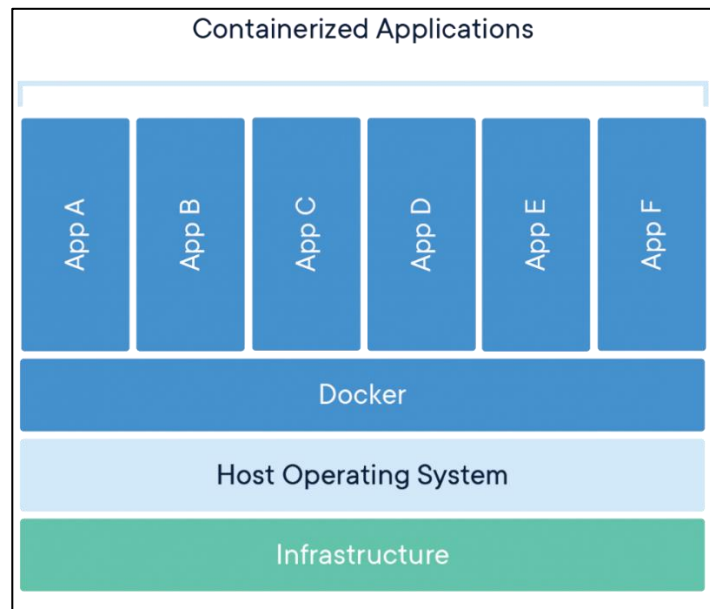 Containerized Applications
App A
App B
App C
App D
App E
App F
Docker
Host Operating System
Infrastructure